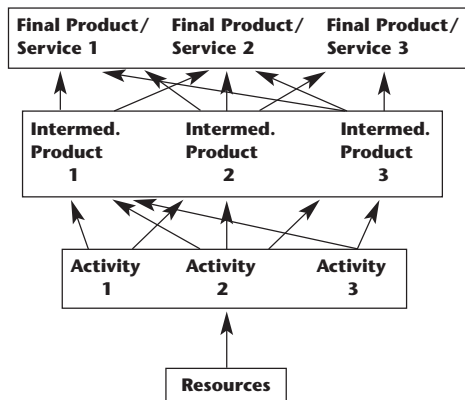 Final Product/ Final Product/ Final Product/
Service 1 Service 2 Service 3
Intermed. Intermed. Intermed.
Product Product Product
1 2 3
Activity Activity Activity
1 2 3
Resources